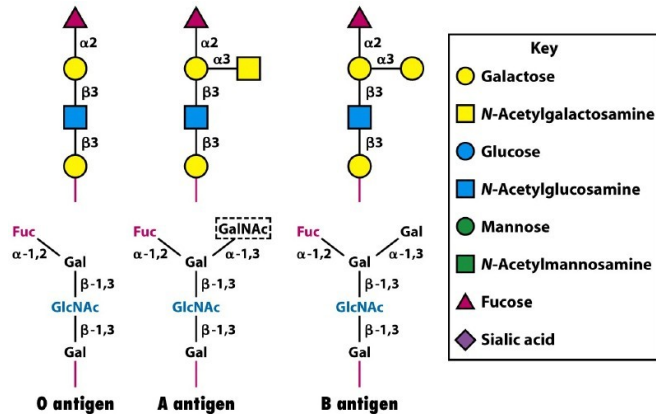 α2
β3
β3
α2
α3
β3
β3
α2
α3
β3
β3
Fuc
α-1,2
Gal
β-1,3
GlcNAc
β-1,3
Gal
O antigen
Fuc
GalNAc
α-1,2
α-1,3
Gal
β-1,3
GlcNAc
β-1,3
Gal
A antigen
Fuc
Gal
α-1,2
α-1,3
Gal
β-1,3
GlcNAc
β-1,3
Gal
B antigen
Key
Galactose
N-Acetylgalactosamine
Glucose
N-Acetylglucosamine
Mannose
N-Acetylmannosamine
Fucose
Sialic acid